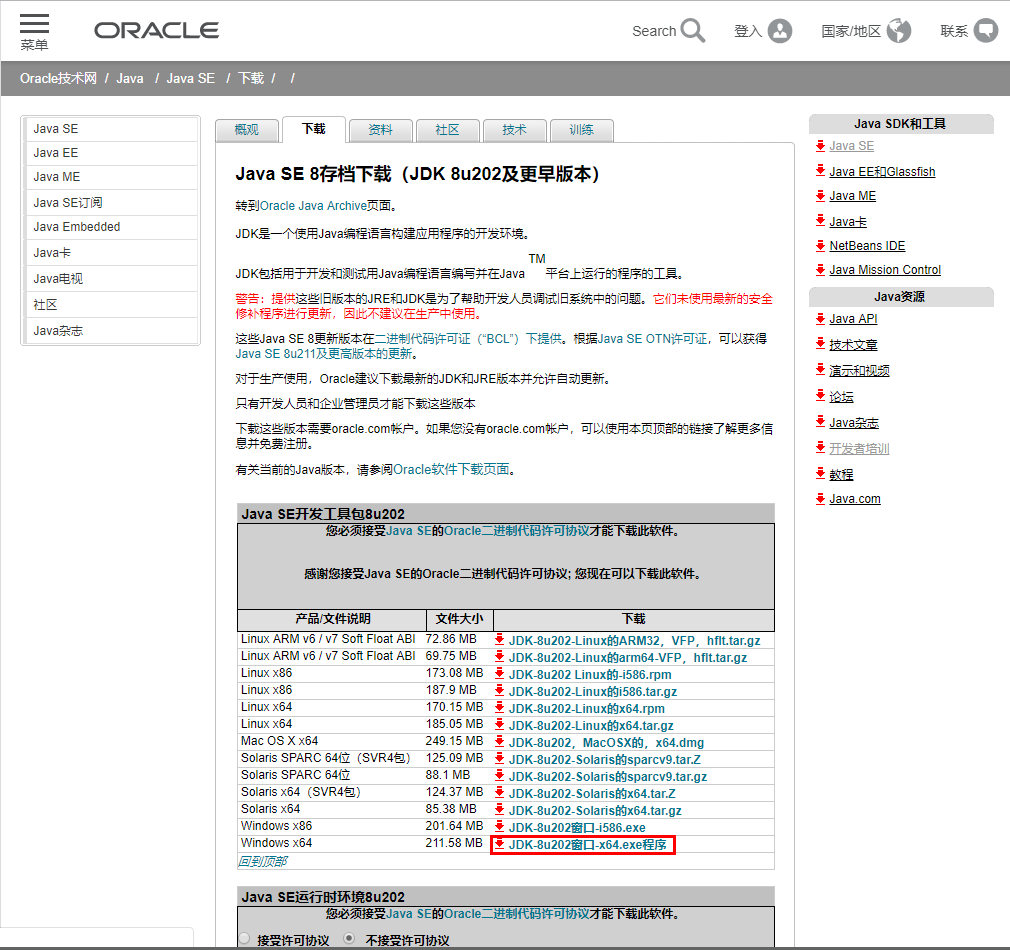 菜单
ORACLE
Search
登入
国家/地区
联系
Oracle技术网 / Java / Java SE / 下载 / /
Java SE
Java EE
Java ME
Java SE订阅
Java Embedded
Java卡
Java电视
社区
Java杂志
概观
下载
资料
社区
技术
训练
Java SE 8存档下载（JDK 8u202及更早版本）
转到Oracle Java Archive页面。
JDK是一个使用Java编程语言构建应用程序的开发环境。
JDK包括用于开发和测试用Java编程语言编写并在Java TM平台上运行的程序的工具。
警告：提供这些旧版本的JRE和JDK是为了帮助开发人员调试旧系统中的问题。它们未使用最新的安全
修补程序进行更新，因此不建议在生产中使用。
这些Java SE 8更新版本在二进制代码许可证（“BCL”）下提供。根据Java SE OTN许可证，可以获得
Java SE 8u211及更高版本的更新。
对于生产使用，Oracle建议下载最新的JDK和JRE版本并允许自动更新。
只有开发人员和企业管理员才能下载这些版本
下载这些版本需要oracle.com帐户。如果您没有oracle.com帐户，可以使用本页顶部的链接了解更多信
息并免费注册。
有关当前的Java版本，请参阅Oracle软件下载页面。
Java SE开发工具包8u202
您必须接受Java SE的Oracle二进制代码许可协议才能下载此软件。
感谢您接受Java SE的Oracle二进制代码许可协议; 您现在可以下载此软件。
产品/文件说明 文件大小 下载
Linux ARM v6 / v7 Soft Float ABI 72.86 MB JDK-8u202-Linux的ARM32，VFP，hflt.tar.gz
Linux ARM v6 / v7 Soft Float ABI 69.75 MB JDK-8u202-Linux的arm64-VFP，hflt.tar.gz
Linux x86 173.08 MB JDK-8u202 Linux的-i586.rpm
Linux x86 187.9 MB JDK-8u202-Linux的i586.tar.gz
Linux x64 170.15 MB JDK-8u202-Linux的x64.rpm
Linux x64 185.05 MB JDK-8u202-Linux的x64.tar.gz
Mac OS X x64 249.15 MB JDK-8u202，MacOSX的，x64.dmg
Solaris SPARC 64位（SVR4包） 125.09 MB JDK-8u202-Solaris的sparcv9.tar.Z
Solaris SPARC 64位 88.1 MB JDK-8u202-Solaris的sparcv9.tar.gz
Solaris x64（SVR4包） 124.37 MB JDK-8u202-Solaris的x64.tar.Z
Solaris x64 85.38 MB JDK-8u202-Solaris的x64.tar.gz
Windows x86 201.64 MB JDK-8u202窗口-i586.exe
Windows x64 211.58 MB JDK-8u202窗口-x64.exe程序
回到顶部
Java SE运行时环境8u202
您必须接受Java SE的Oracle二进制代码许可协议才能下载此软件。
接受许可协议 不接受许可协议
Java SDK和工具
Java SE
Java EE和Glassfish
Java ME
Java卡
NetBeans IDE
Java Mission Control
Java资源
Java API
技术文章
演示和视频
论坛
Java杂志
开发者培训
教程
Java.com